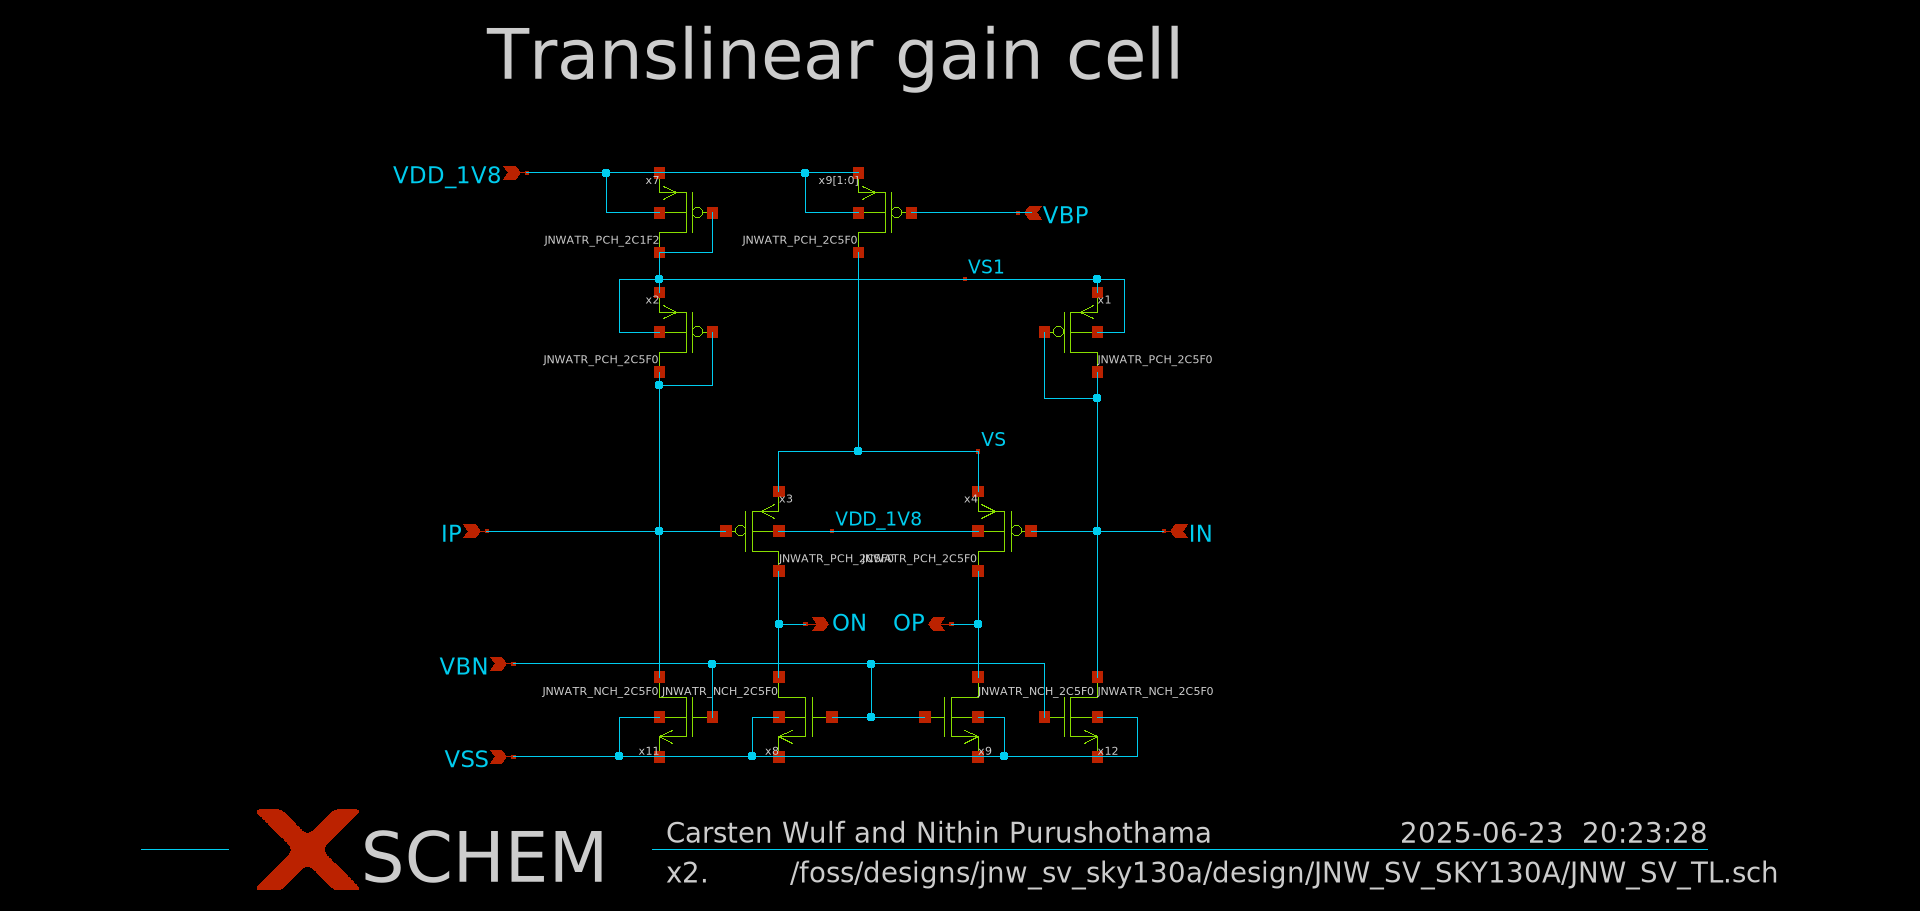 Translinear gain cell
VDD_1V8
x7
x9[1:0]
VBP
JNWATR_PCH_2C1F2
JNWATR_PCH_2C5F0
VS1
x2
x1
JNWATR_PCH_2C5F0
JNWATR_PCH_2C5F0
VS
x3
x4
VDD_1V8
IP
IN
JNWATR_PCH_2C5F0
JNWATR_PCH_2C5F0
ON
OP
VBN
JNWATR_NCH_2C5F0
JNWATR_NCH_2C5F0
JNWATR_NCH_2C5F0
JNWATR_NCH_2C5F0
x11
x8
x9
x12
VSS
XSCHEM
Carsten Wulf and Nithin Purushothama
2025-06-23 20:23:28
x2.
/foss/designs/jnw_sv_sky130a/design/JNW_SV_SKY130A/JNW_SV_TL.sch